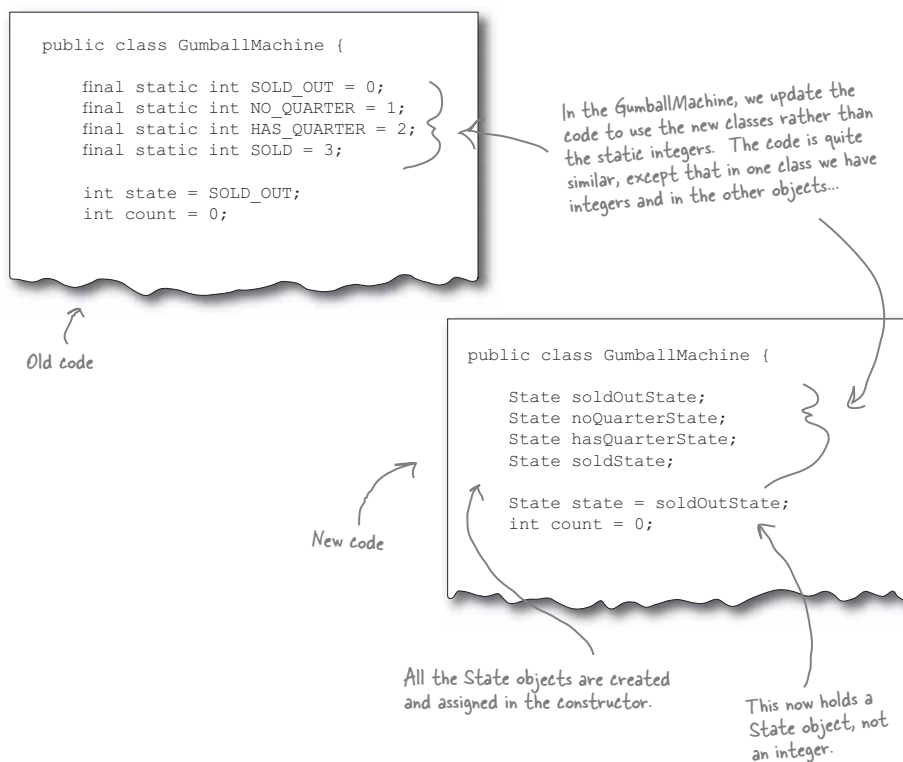 public class GumballMachine {
final static int SOLD_OUT = 0;
final static int NO_QUARTER = 1;
final static int HAS_QUARTER = 2;
final static int SOLD = 3;
int state = SOLD_OUT;
int count = 0;
In the GumballMachine, we update the
code to use the new classes rather than
the static integers. The code is quite
similar, except that in one class we have
integers and in the other objects...
Old code
public class GumballMachine {
State soldOutState;
State noQuarterState;
State hasQuarterState;
State soldState;
State state = soldOutState;
int count = 0;
New code
All the State objects are created
and assigned in the constructor.
This now holds a
State object, not
an integer.